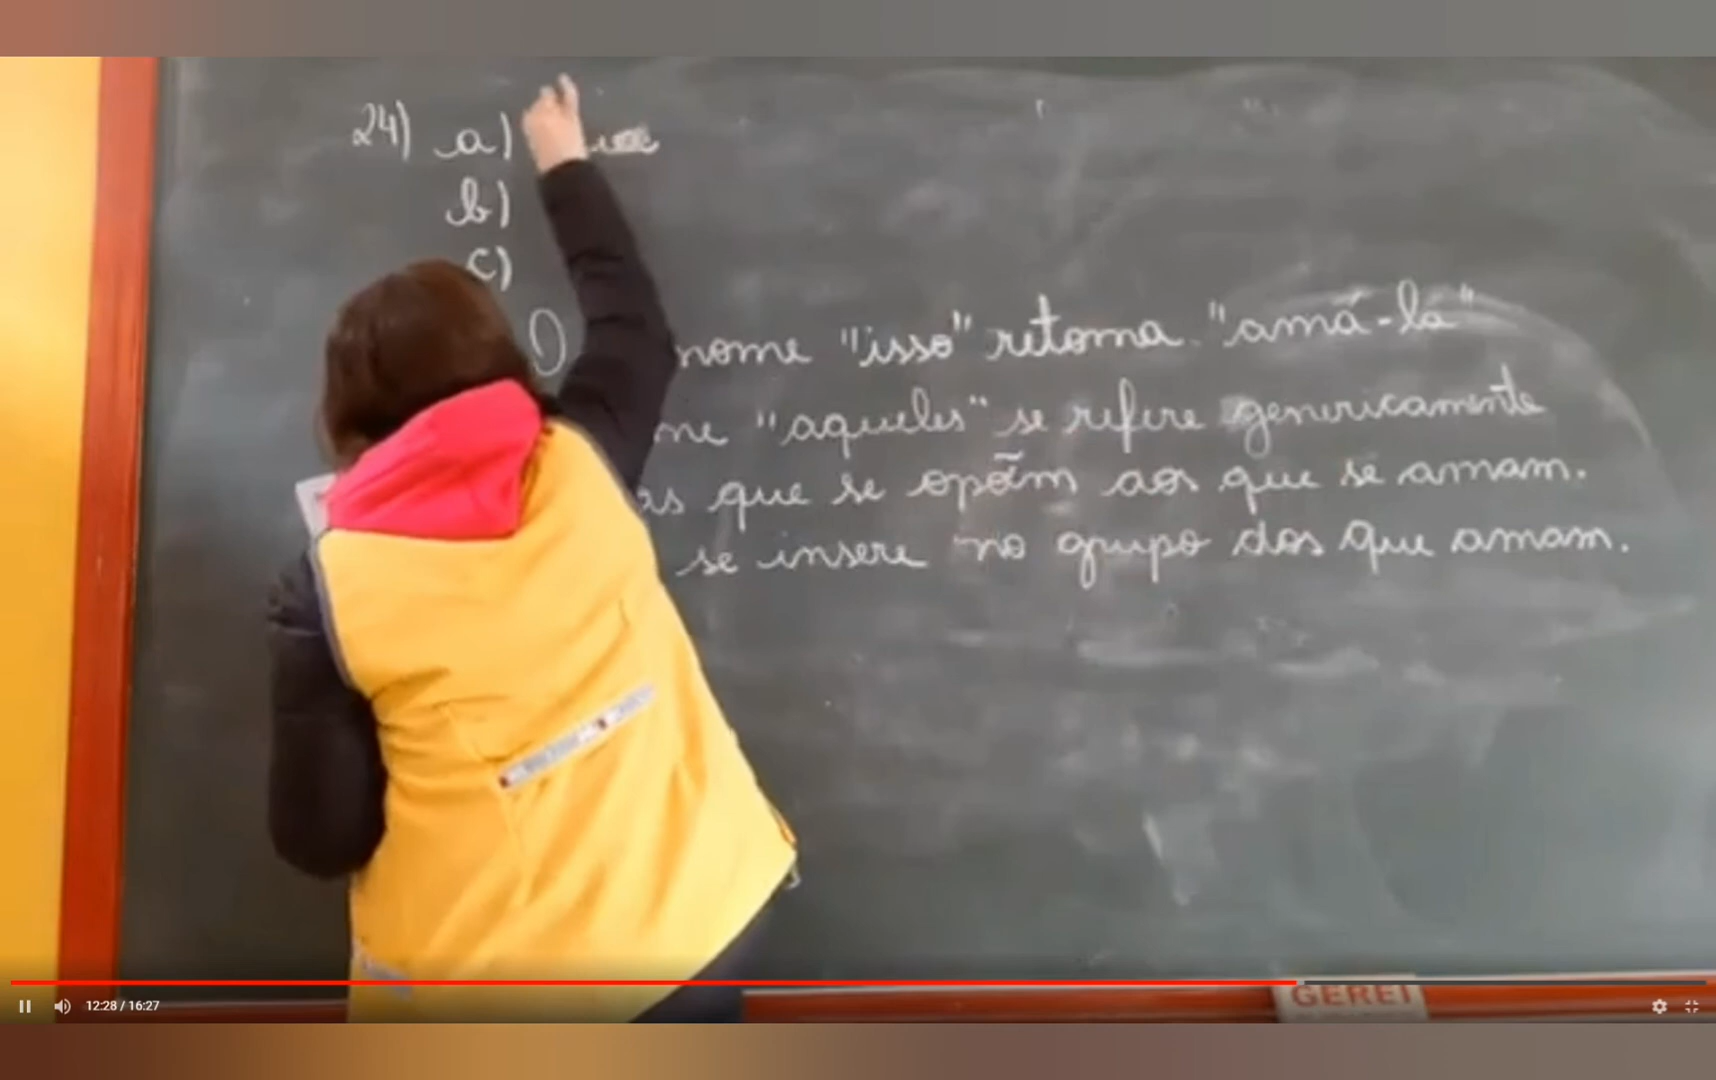 24) a)
b)
c)
nome "isso" retoma "amá-la"
me "aqueles" se refere genericamente
as que se opõem aos que se amam.
se insere no grupo dos que amam.
12:28 / 16:27
GEREI